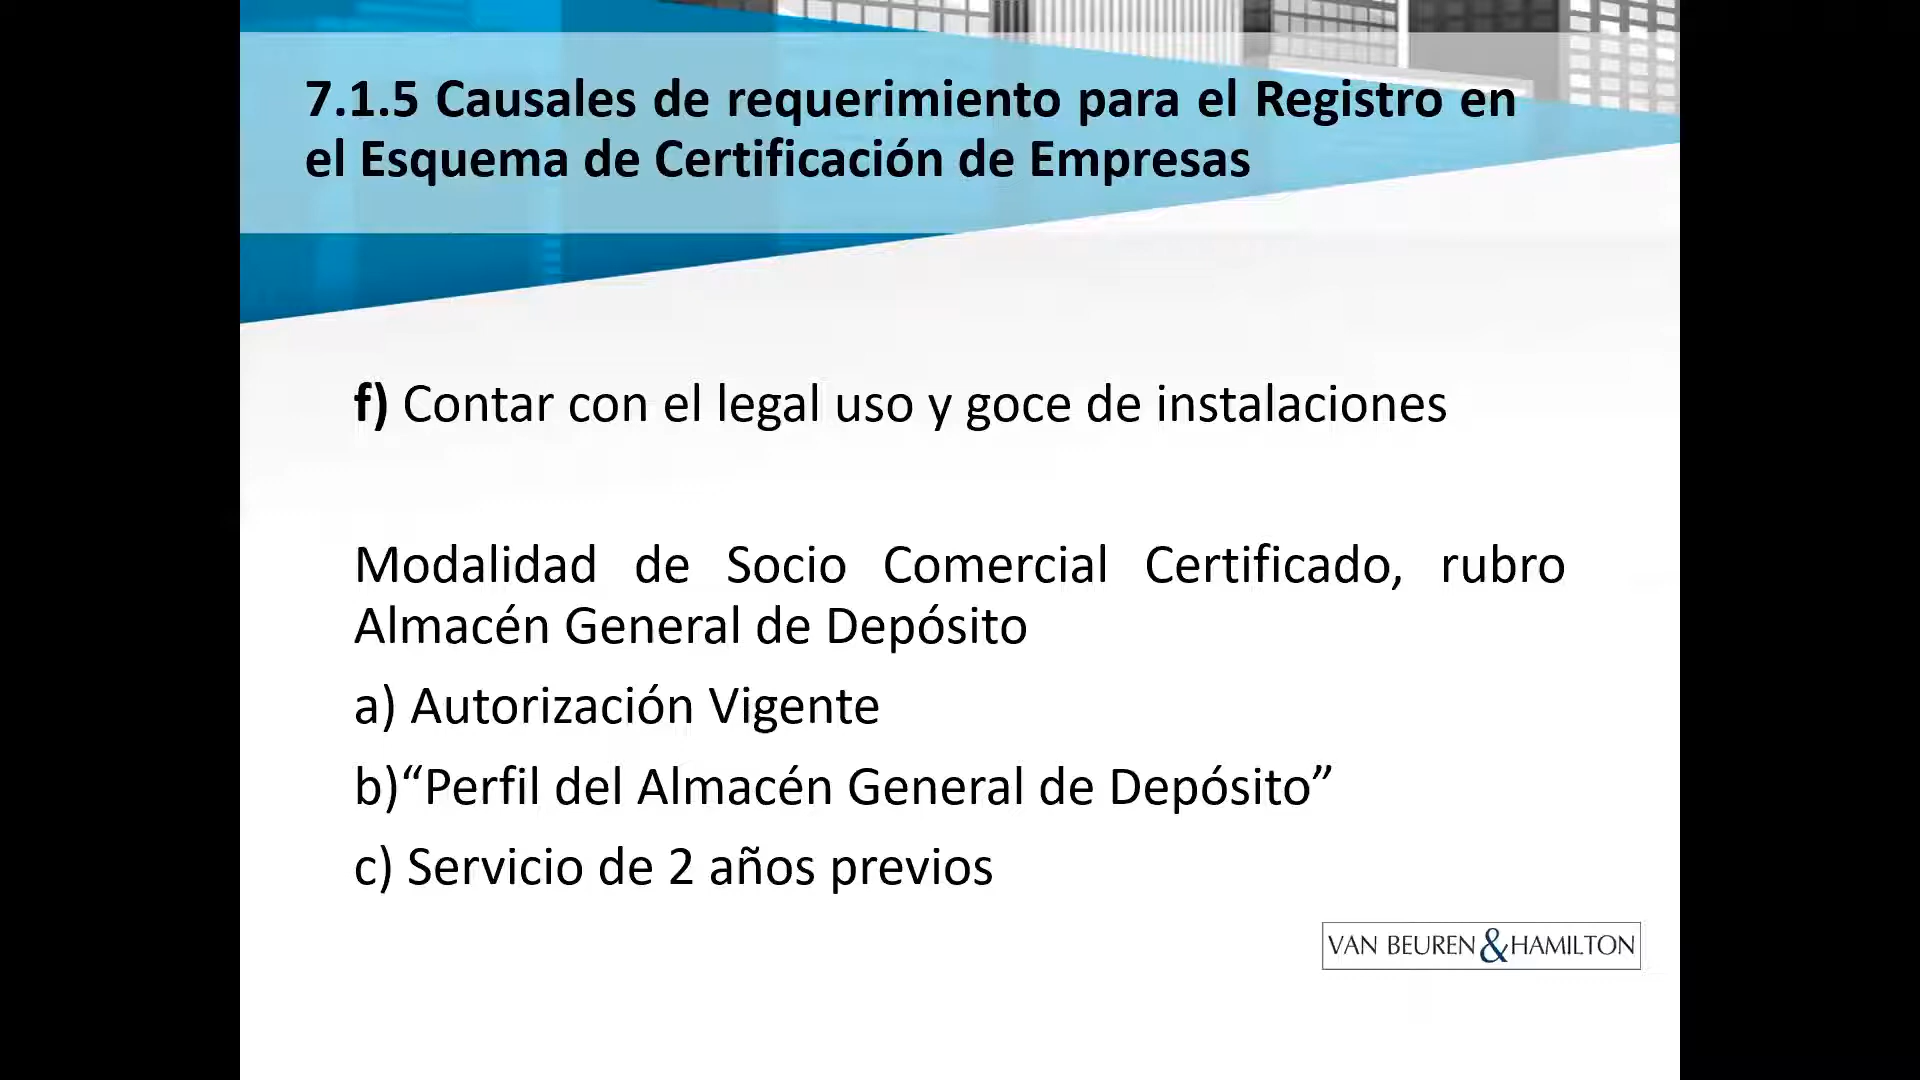 7.1.5 Causales de requerimiento para el Registro en
el Esquema de Certificación de Empresas
f) Contar con el legal uso y goce de instalaciones
Modalidad de Socio Comercial Certificado, rubro
Almacén General de Depósito
a) Autorización Vigente
b)“Perfil del Almacén General de Depósito”
c) Servicio de 2 años previos
VAN BEUREN&HAMILTON